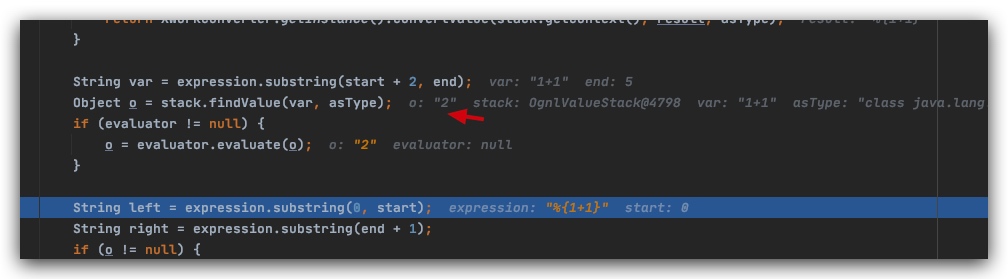 return XWorkConverter.getInstance().convertValue(stack.getContext(), result, asType); result: "%{1+1}
}
String var = expression.substring(start + 2, end); var: "1+1" end: 5
Object o = stack.findValue(var, asType); o: "2" stack: OgnlValueStack@4798 var: "1+1" asType: "class java.lang
if (evaluator != null) {
o = evaluator.evaluate(o); o: "2" evaluator: null
}
String left = expression.substring(0, start); expression: "%{1+1}" start: 0
String right = expression.substring(end + 1);
if (o != null) {